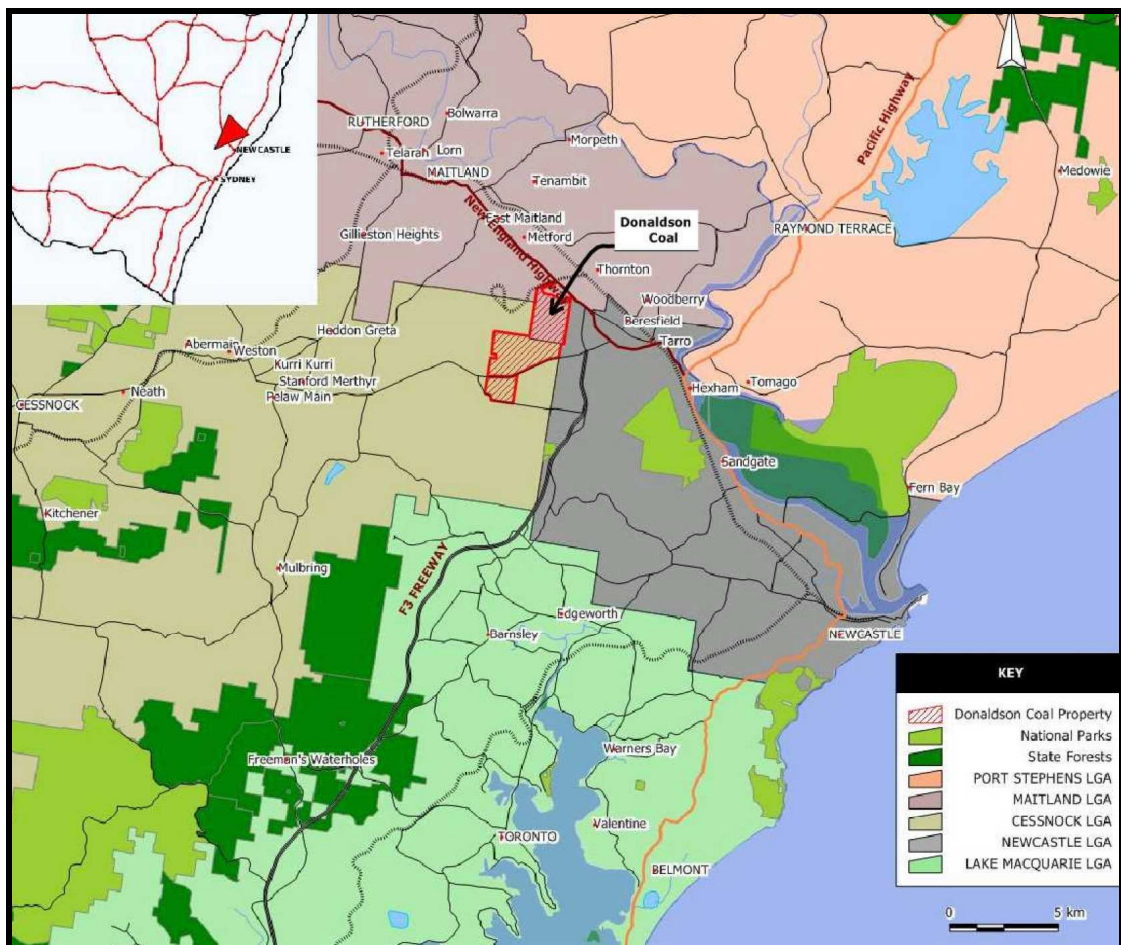 NEWCASTLE
SYDNEY
Pacific Highway
Medowie
Bolwarra
RUTHERFORD
Morpeth
Telarah
Lorn
MAITLAND
Tenambit
RAYMOND TERRACE
New England Highway
East Maitland
Metford
Gillieston Heights
Donaldson
Coal
Thornton
Woodberry
Beresfield
Tarro
Heddon Greta
Abermain
Weston
Kurri Kurri
Stanford Merthyr
Pelaw Main
Neath
CESSNOCK
Hexham
Tomago
Sandgate
Fern Bay
Kitchener
Mulbring
F3 FREEWAY
Edgeworth
Barnsley
NEWCASTLE
Freeman's Waterholes
Warners Bay
TORONTO
Valentine
BELMONT
KEY
Donaldson Coal Property
National Parks
State Forests
PORT STEPHENS LGA
MAITLAND LGA
CESSNOCK LGA
NEWCASTLE LGA
LAKE MACQUARIE LGA
0 5 km